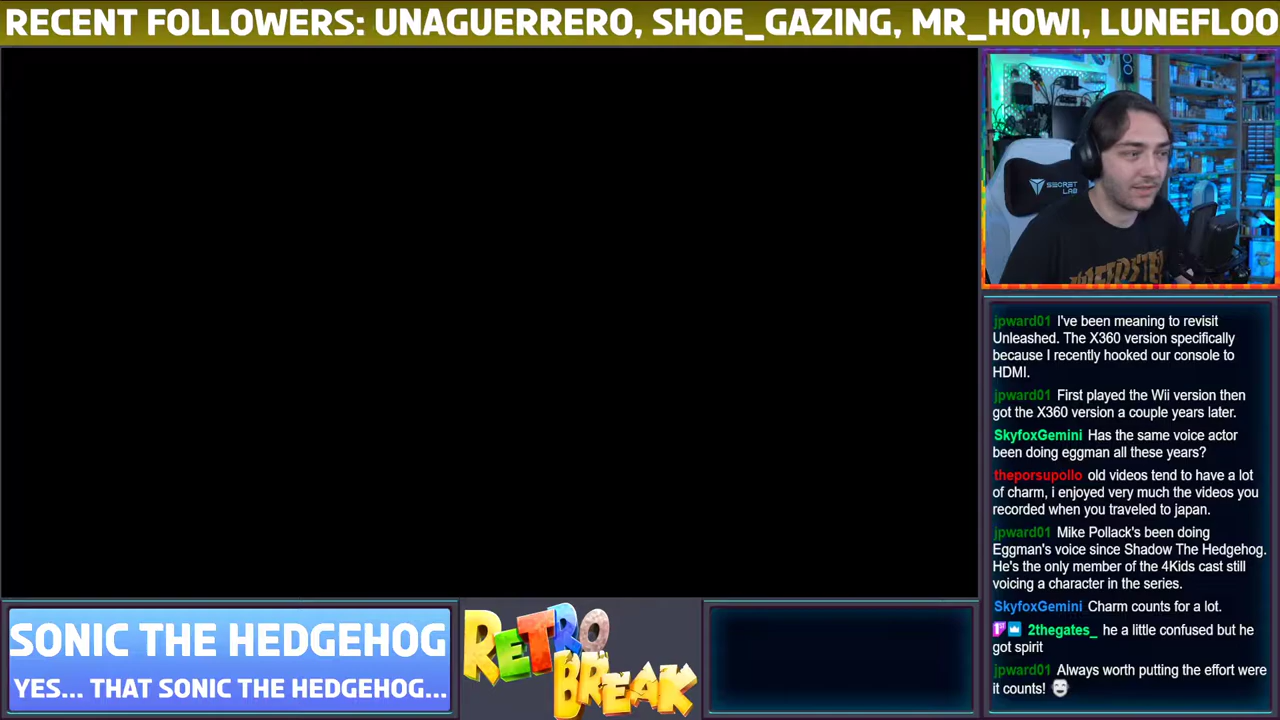 RECENT FOLLOWERS: UNAGUERRERO, SHOE_GAZING, MR_HOWI, LUNEFLOO
SECRET
LAB
jpward01 I've been meaning to revisit
Unleashed. The X360 version specifically
because I recently hooked our console to
HDMI.
jpward01 First played the Wii version then
got the X360 version a couple years later.
SkyfoxGemini Has the same voice actor
been doing eggman all these years?
theporsupollo old videos tend to have a lot
of charm, i enjoyed very much the videos you
recorded when you traveled to japan.
jpward01 Mike Pollack's been doing
Eggman's voice since Shadow The Hedgehog.
He's the only member of the 4Kids cast still
voicing a character in the series.
SkyfoxGemini Charm counts for a lot.
2thegates_ he a little confused but he
got spirit
jpward01 Always worth putting the effort were
it counts!
SONIC THE HEDGEHOG
YES... THAT SONIC THE HEDGEHOG...
RETRO
BREAK